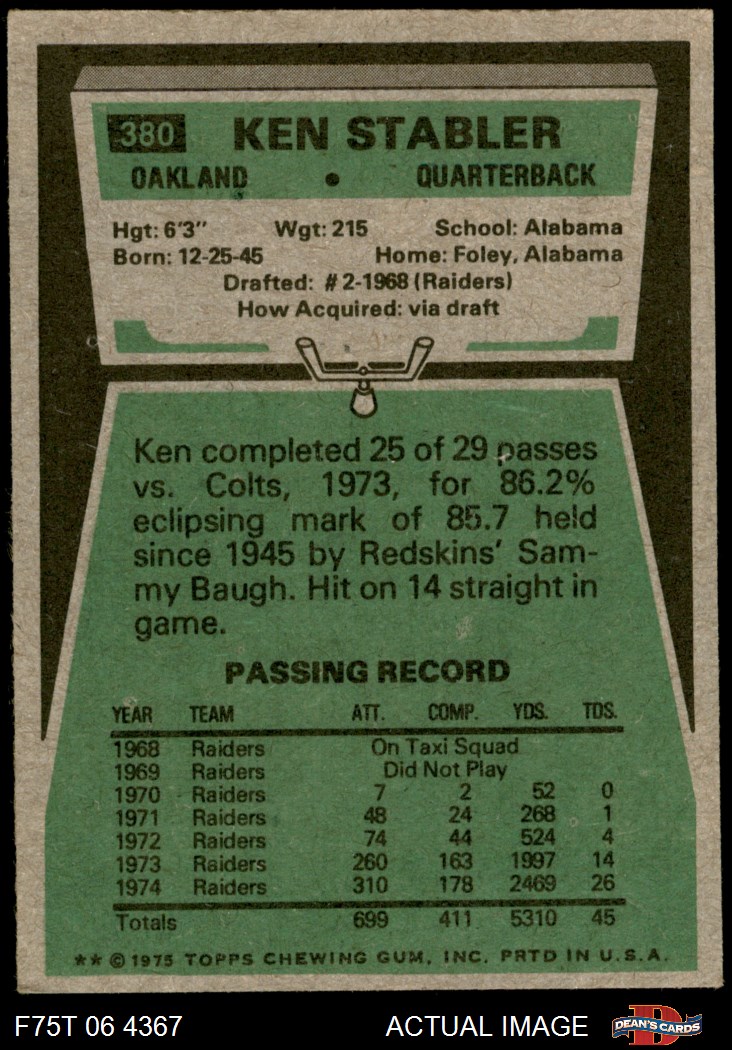 380 KEN STABLER
OAKLAND • QUARTERBACK
Hgt: 6'3" Wgt: 215 School: Alabama
Born: 12-25-45 Home: Foley, Alabama
Drafted: #2-1968 (Raiders)
How Acquired: via draft
Ken completed 25 of 29 passes
vs. Colts, 1973, for 86.2%
eclipsing mark of 85.7 held
since 1945 by Redskins' Sam-
my Baugh. Hit on 14 straight in
game.
PASSING RECORD
YEAR TEAM ATT. COMP. YDS. TDS.
1968 Raiders On Taxi Squad
1969 Raiders Did Not Play
1970 Raiders 7 2 52 0
1971 Raiders 48 24 268 1
1972 Raiders 74 44 524 4
1973 Raiders 260 163 1997 14
1974 Raiders 310 178 2469 26
Totals 699 411 5310 45
** © 1975 TOPPS CHEWING GUM, INC. PRTD IN U.S.A.
F75T 06 4367 ACTUAL IMAGE D DEAN'S CARDS